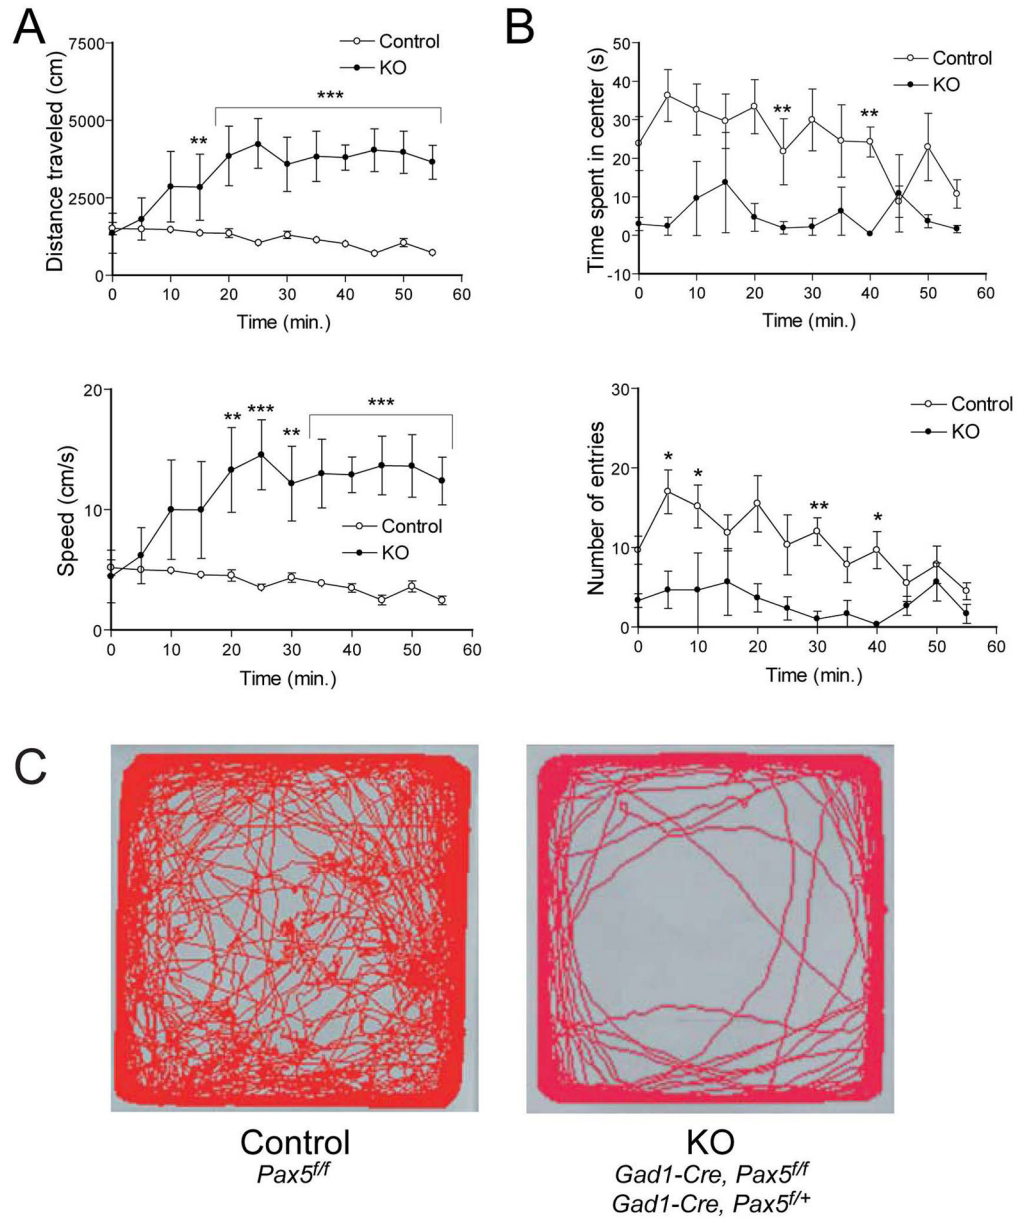 A
Distance traveled (cm)
7500
5000
2500
0
0 10 20 30 40 50 60
Time (min.)
Control
KO
**
***
B
Time spent in center (s)
50
40
30
20
10
0
-10
0 10 20 30 40 50 60
Time (min.)
Control
KO
**
**
Speed (cm/s)
20
10
0
0 10 20 30 40 50 60
Time (min.)
**
***
**
***
Control
KO
Number of entries
30
20
10
0
0 10 20 30 40 50 60
Time (min.)
Control
KO
*
*
**
*
C
Control
Pax5f/f
KO
Gad1-Cre, Pax5f/f
Gad1-Cre, Pax5f/+